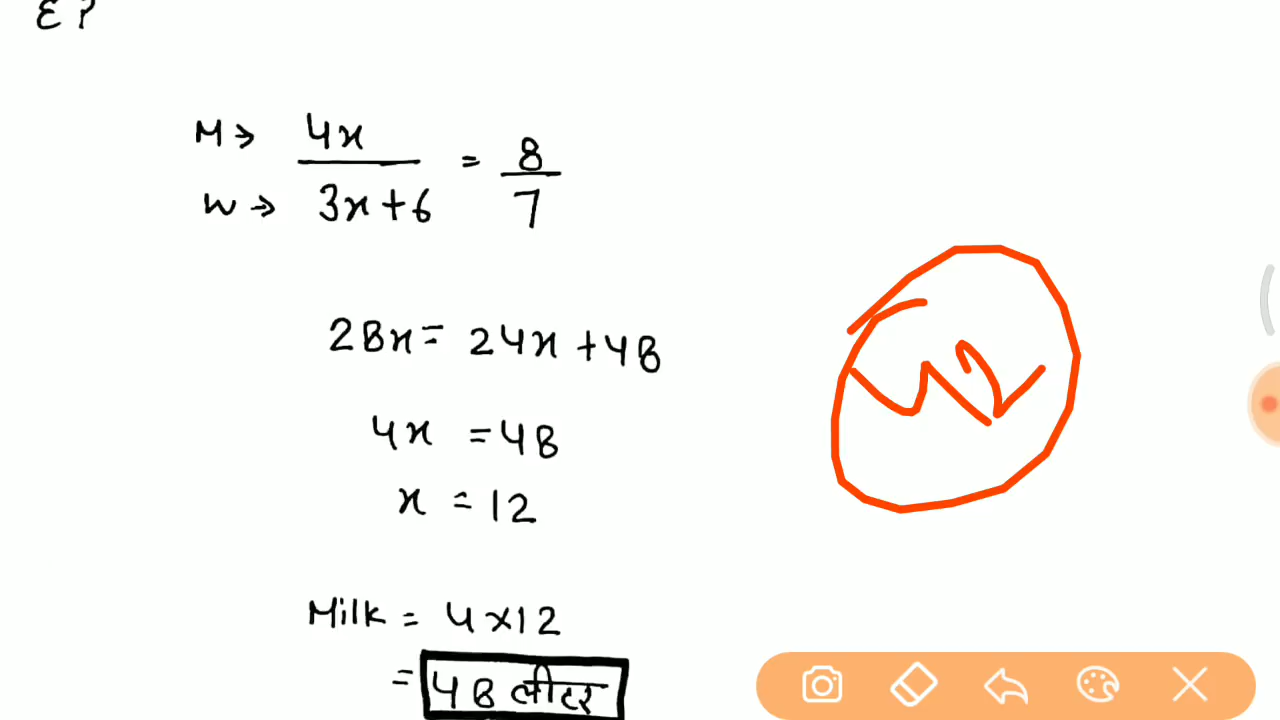 है ?
M → 4x
W → 3x+6 = 8/7
28x = 24x + 48
4x = 48
x = 12
Milk = 4×12
= 48 लीटर